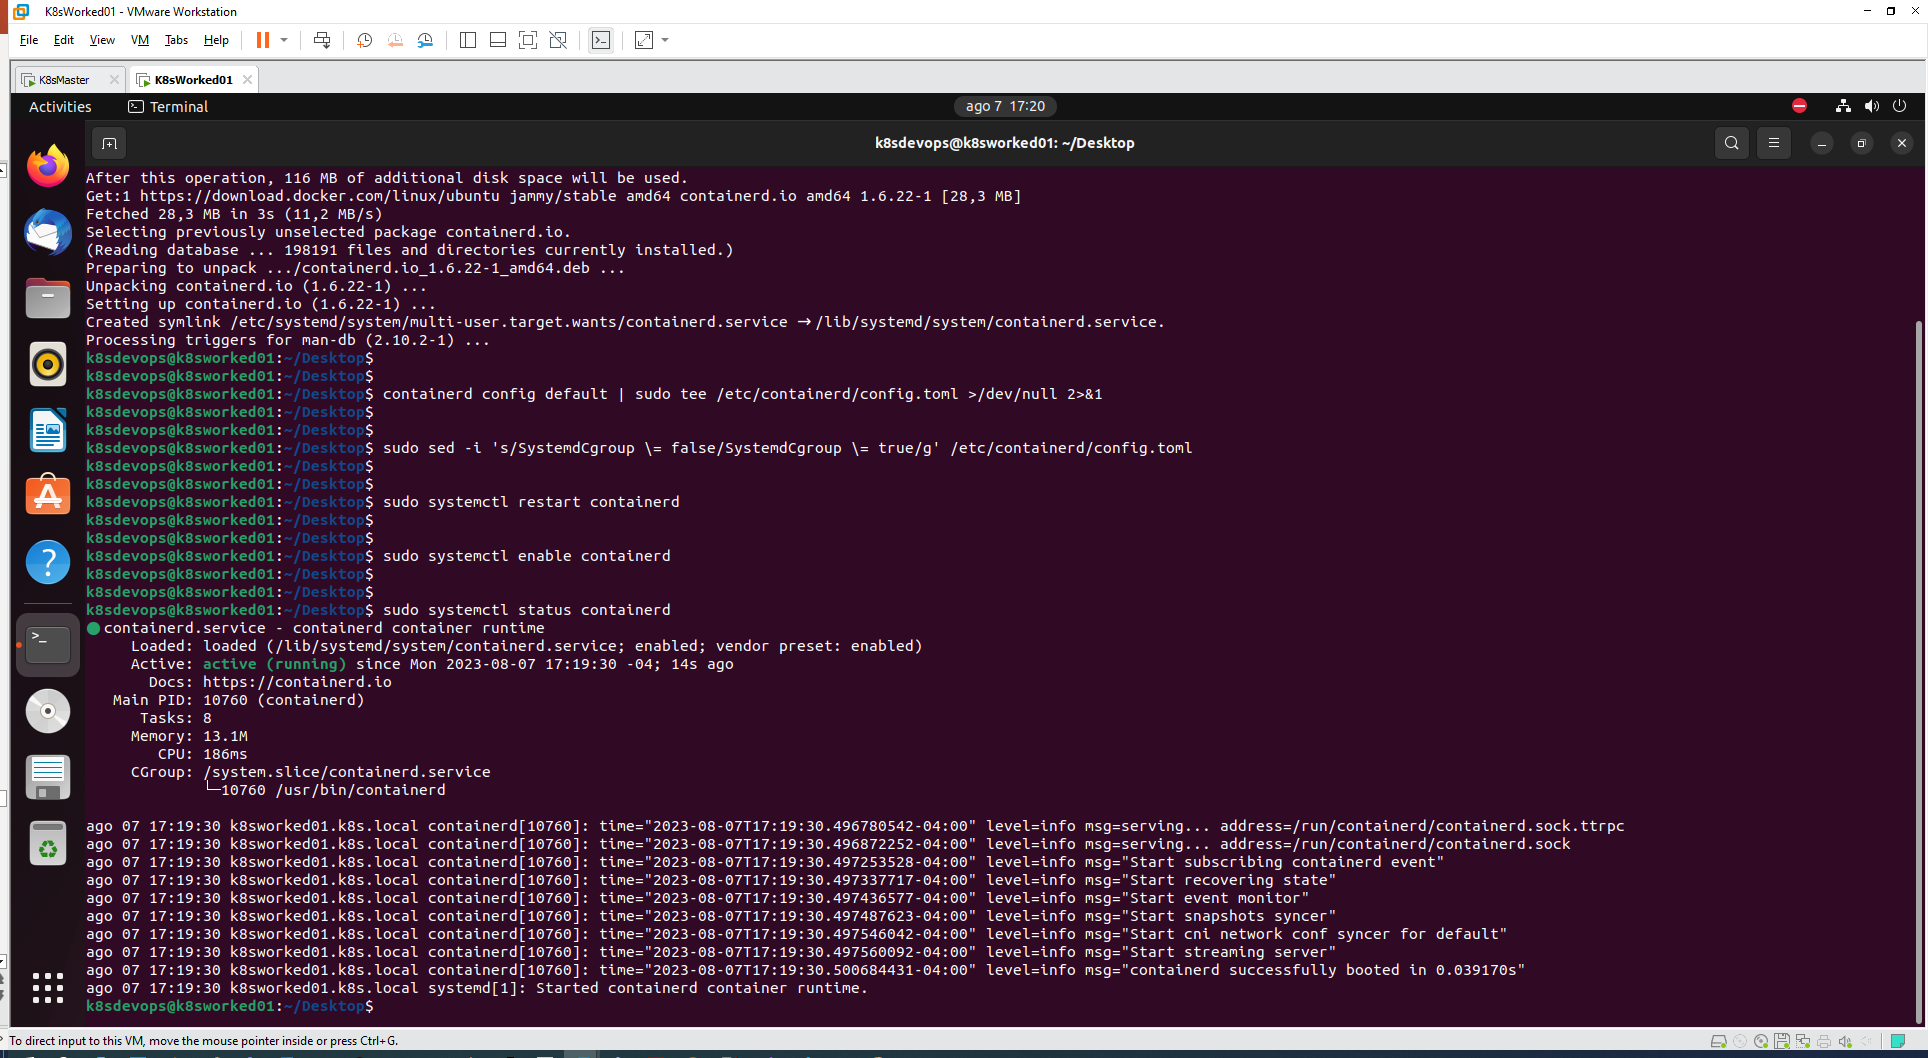 K8sWorked01 - VMware Workstation
File Edit View VM Tabs Help
K8sMaster K8sWorked01
Activities Terminal ago 7 17:20
k8sdevops@k8sworked01: ~/Desktop
After this operation, 116 MB of additional disk space will be used.
Get:1 https://download.docker.com/linux/ubuntu jammy/stable amd64 containerd.io amd64 1.6.22-1 [28,3 MB]
Fetched 28,3 MB in 3s (11,2 MB/s)
Selecting previously unselected package containerd.io.
(Reading database ... 198191 files and directories currently installed.)
Preparing to unpack .../containerd.io_1.6.22-1_amd64.deb ...
Unpacking containerd.io (1.6.22-1) ...
Setting up containerd.io (1.6.22-1) ...
Created symlink /etc/systemd/system/multi-user.target.wants/containerd.service → /lib/systemd/system/containerd.service.
Processing triggers for man-db (2.10.2-1) ...
k8sdevops@k8sworked01:~/Desktop$
k8sdevops@k8sworked01:~/Desktop$
k8sdevops@k8sworked01:~/Desktop$ containerd config default | sudo tee /etc/containerd/config.toml >/dev/null 2>&1
k8sdevops@k8sworked01:~/Desktop$
k8sdevops@k8sworked01:~/Desktop$
k8sdevops@k8sworked01:~/Desktop$ sudo sed -i 's/SystemdCgroup \= false/SystemdCgroup \= true/g' /etc/containerd/config.toml
k8sdevops@k8sworked01:~/Desktop$
k8sdevops@k8sworked01:~/Desktop$
k8sdevops@k8sworked01:~/Desktop$ sudo systemctl restart containerd
k8sdevops@k8sworked01:~/Desktop$
k8sdevops@k8sworked01:~/Desktop$
k8sdevops@k8sworked01:~/Desktop$ sudo systemctl enable containerd
k8sdevops@k8sworked01:~/Desktop$
k8sdevops@k8sworked01:~/Desktop$
k8sdevops@k8sworked01:~/Desktop$ sudo systemctl status containerd
● containerd.service - containerd container runtime
Loaded: loaded (/lib/systemd/system/containerd.service; enabled; vendor preset: enabled)
Active: active (running) since Mon 2023-08-07 17:19:30 -04; 14s ago
Docs: https://containerd.io
Main PID: 10760 (containerd)
Tasks: 8
Memory: 13.1M
CPU: 186ms
CGroup: /system.slice/containerd.service
└─10760 /usr/bin/containerd
ago 07 17:19:30 k8sworked01.k8s.local containerd[10760]: time="2023-08-07T17:19:30.496780542-04:00" level=info msg=serving... address=/run/containerd/containerd.sock.ttrpc
ago 07 17:19:30 k8sworked01.k8s.local containerd[10760]: time="2023-08-07T17:19:30.496872252-04:00" level=info msg=serving... address=/run/containerd/containerd.sock
ago 07 17:19:30 k8sworked01.k8s.local containerd[10760]: time="2023-08-07T17:19:30.497253528-04:00" level=info msg="Start subscribing containerd event"
ago 07 17:19:30 k8sworked01.k8s.local containerd[10760]: time="2023-08-07T17:19:30.497337717-04:00" level=info msg="Start recovering state"
ago 07 17:19:30 k8sworked01.k8s.local containerd[10760]: time="2023-08-07T17:19:30.497436577-04:00" level=info msg="Start event monitor"
ago 07 17:19:30 k8sworked01.k8s.local containerd[10760]: time="2023-08-07T17:19:30.497487623-04:00" level=info msg="Start snapshots syncer"
ago 07 17:19:30 k8sworked01.k8s.local containerd[10760]: time="2023-08-07T17:19:30.497546042-04:00" level=info msg="Start cni network conf syncer for default"
ago 07 17:19:30 k8sworked01.k8s.local containerd[10760]: time="2023-08-07T17:19:30.497560092-04:00" level=info msg="Start streaming server"
ago 07 17:19:30 k8sworked01.k8s.local containerd[10760]: time="2023-08-07T17:19:30.500684431-04:00" level=info msg="containerd successfully booted in 0.039170s"
ago 07 17:19:30 k8sworked01.k8s.local systemd[1]: Started containerd container runtime.
k8sdevops@k8sworked01:~/Desktop$
To direct input to this VM, move the mouse pointer inside or press Ctrl+G.